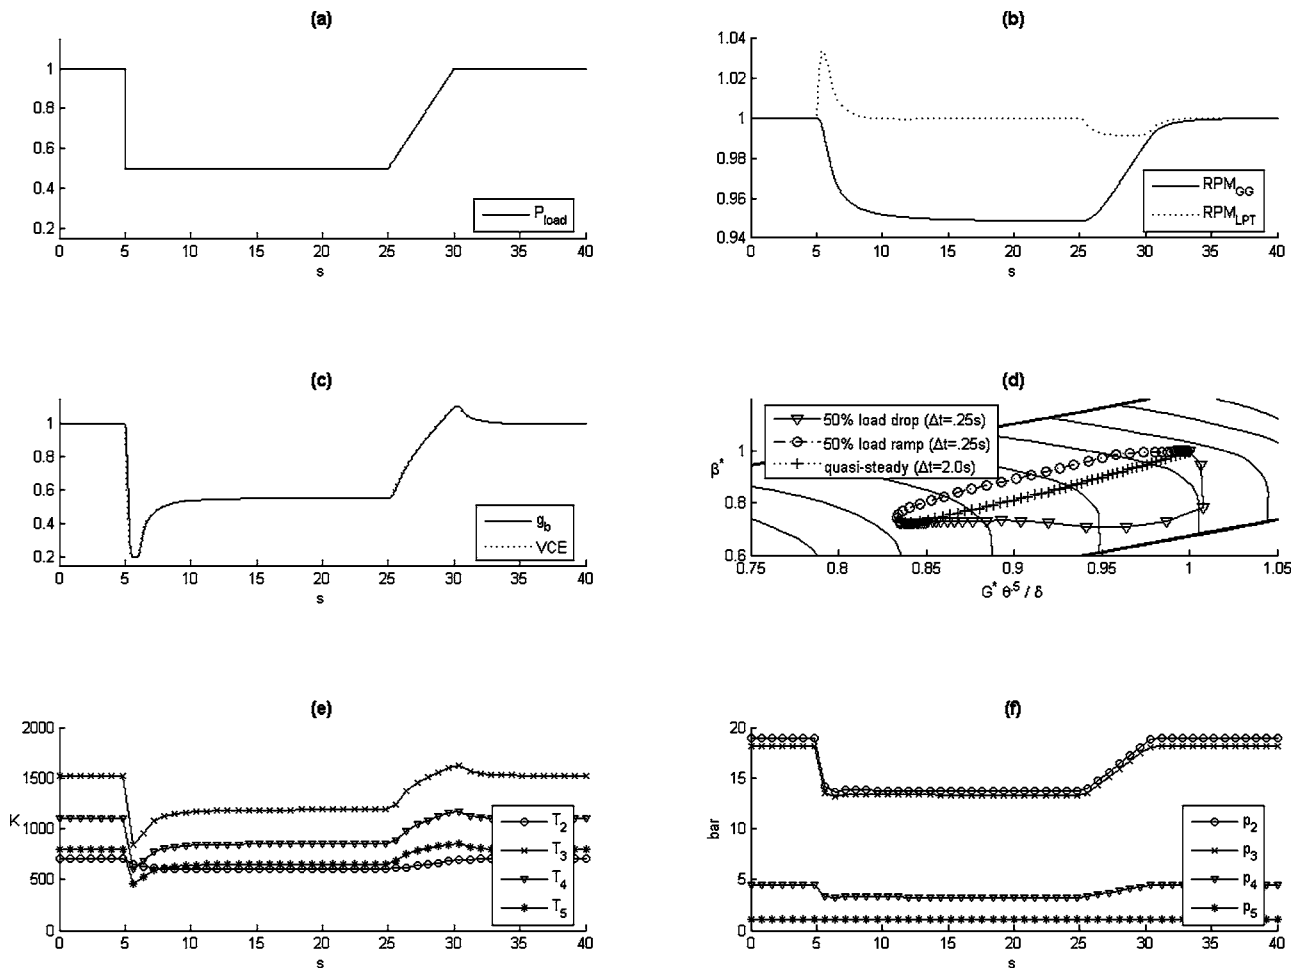 (a)
1
0.8
0.6
0.4
0.2
P_load
0 5 10 15 20 25 30 35 40
s
(b)
1.04
1.02
1
0.98
0.96
0.94
RPM_GG
RPM_LPT
0 5 10 15 20 25 30 35 40
s
(c)
1
0.8
0.6
0.4
0.2
g_b
VCE
0 5 10 15 20 25 30 35 40
s
(d)
β*
1
0.8
0.6
50% load drop (Δt=.25s)
50% load ramp (Δt=.25s)
quasi-steady (Δt=2.0s)
0.75 0.8 0.85 0.9 0.95 1 1.05
G* θ^.5 / δ
(e)
K
2000
1500
1000
500
0
T_2
T_3
T_4
T_5
0 5 10 15 20 25 30 35 40
s
(f)
bar
20
15
10
5
0
p_2
p_3
p_4
p_5
0 5 10 15 20 25 30 35 40
s